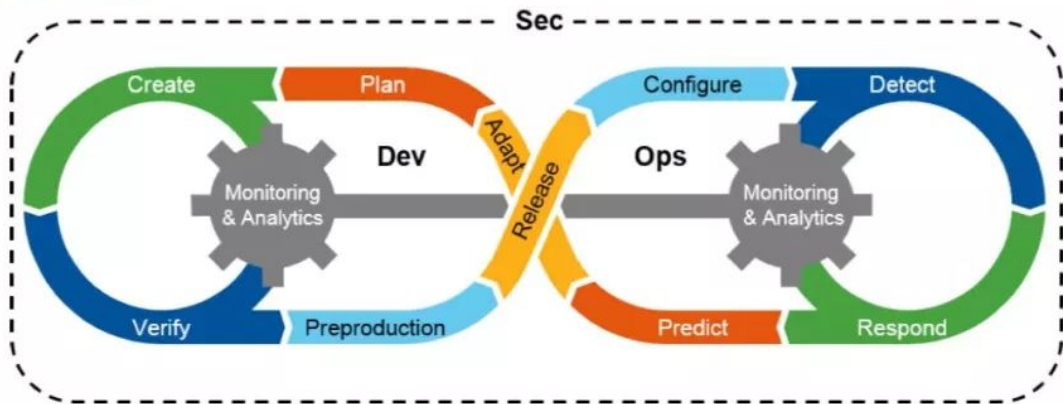 Sec
Create
Plan
Configure
Detect
Adapt
Dev
Ops
Release
Monitoring
& Analytics
Monitoring
& Analytics
Verify
Preproduction
Predict
Respond